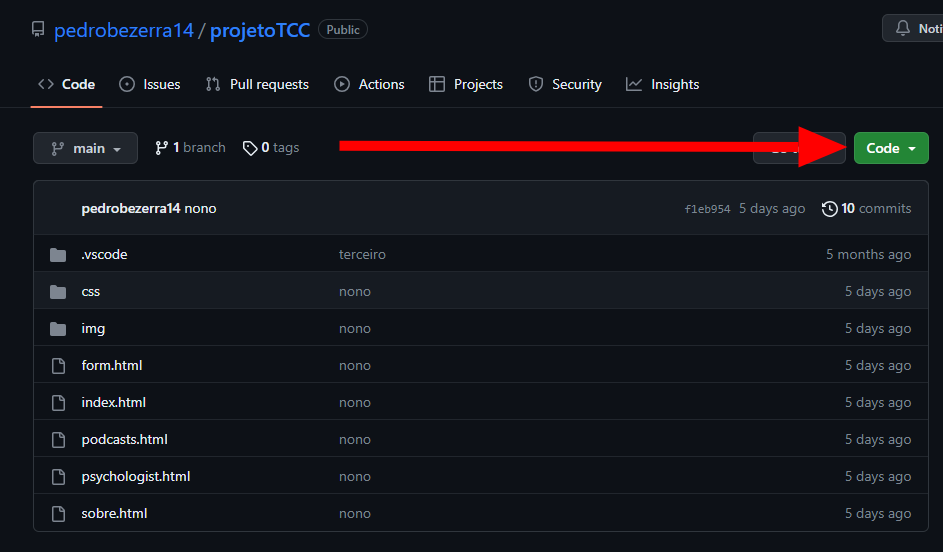 pedrobezerra14 / projetoTCC Public
Code Issues Pull requests Actions Projects Security Insights
main 1 branch 0 tags Code
pedrobezerra14 nono f1eb954 5 days ago 10 commits
.vscode terceiro 5 months ago
css nono 5 days ago
img nono 5 days ago
form.html nono 5 days ago
index.html nono 5 days ago
podcasts.html nono 5 days ago
psychologist.html nono 5 days ago
sobre.html nono 5 days ago